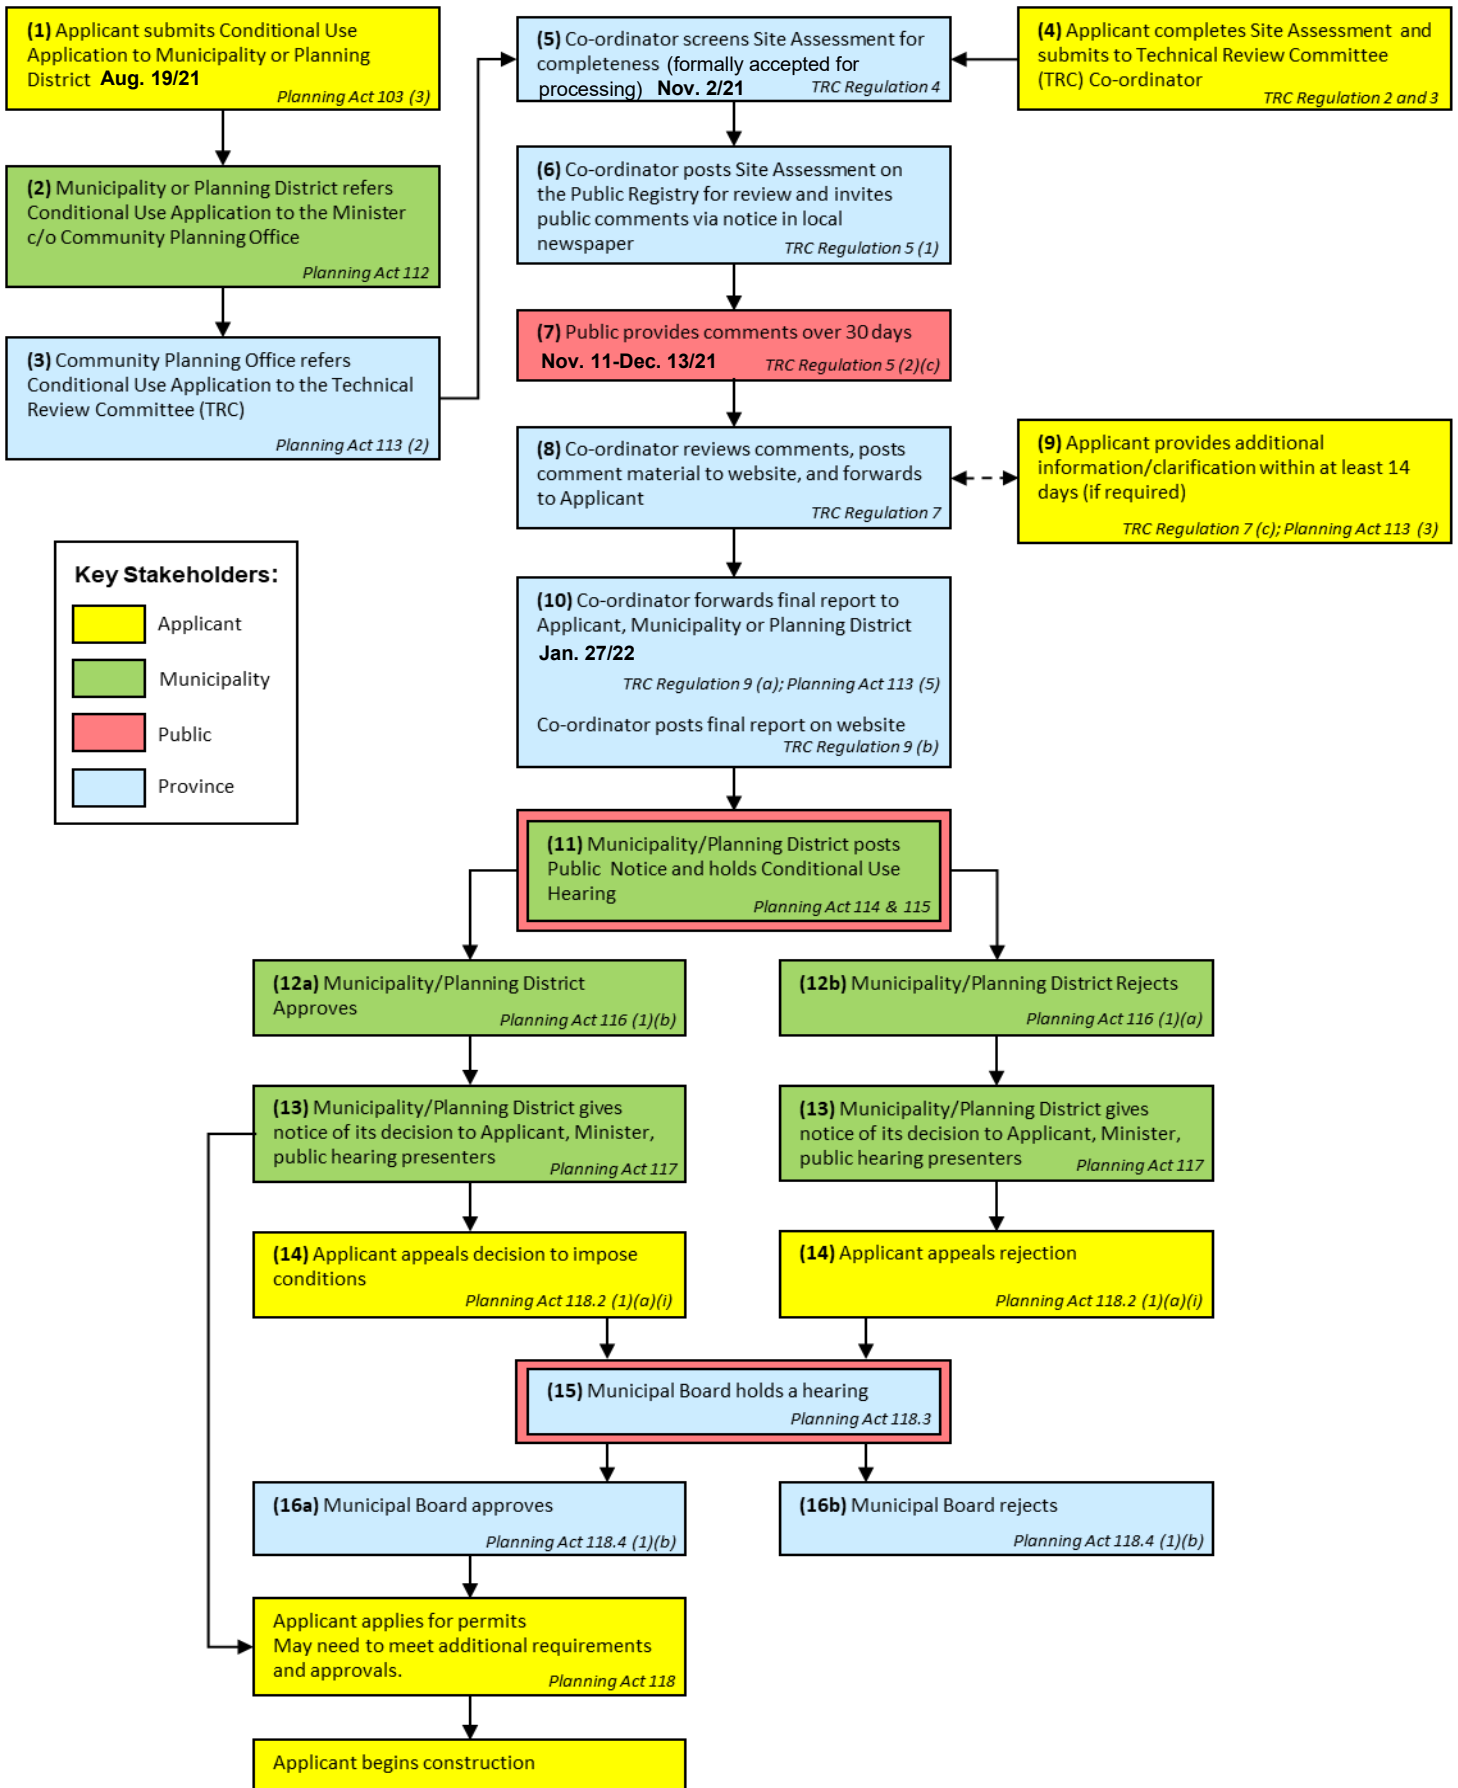 (1) Applicant submits Conditional Use
Application to Municipality or Planning
District Aug. 19/21
Planning Act 103 (3)
(2) Municipality or Planning District refers
Conditional Use Application to the Minister
c/o Community Planning Office
Planning Act 112
(3) Community Planning Office refers
Conditional Use Application to the Technical
Review Committee (TRC)
Planning Act 113 (2)
(4) Applicant completes Site Assessment and
submits to Technical Review Committee
(TRC) Co-ordinator
TRC Regulation 2 and 3
(5) Co-ordinator screens Site Assessment for
completeness (formally accepted for
processing) Nov. 2/21 TRC Regulation 4
(6) Co-ordinator posts Site Assessment on
the Public Registry for review and invites
public comments via notice in local
newspaper TRC Regulation 5 (1)
(7) Public provides comments over 30 days
Nov. 11-Dec. 13/21 TRC Regulation 5 (2)(c)
(8) Co-ordinator reviews comments, posts
comment material to website, and forwards
to Applicant
TRC Regulation 7
(9) Applicant provides additional
information/clarification within at least 14
days (if required)
TRC Regulation 7 (c); Planning Act 113 (3)
Key Stakeholders:
Applicant
Municipality
Public
Province
(10) Co-ordinator forwards final report to
Applicant, Municipality or Planning District
Jan. 27/22
TRC Regulation 9 (a); Planning Act 113 (5)
Co-ordinator posts final report on website
TRC Regulation 9 (b)
(11) Municipality/Planning District posts
Public Notice and holds Conditional Use
Hearing
Planning Act 114 & 115
(12a) Municipality/Planning District
Approves
Planning Act 116 (1)(b)
(12b) Municipality/Planning District Rejects
Planning Act 116 (1)(a)
(13) Municipality/Planning District gives
notice of its decision to Applicant, Minister,
public hearing presenters Planning Act 117
(13) Municipality/Planning District gives
notice of its decision to Applicant, Minister,
public hearing presenters Planning Act 117
(14) Applicant appeals decision to impose
conditions
Planning Act 118.2 (1)(a)(i)
(14) Applicant appeals rejection
Planning Act 118.2 (1)(a)(i)
(15) Municipal Board holds a hearing
Planning Act 118.3
(16a) Municipal Board approves
Planning Act 118.4 (1)(b)
(16b) Municipal Board rejects
Planning Act 118.4 (1)(b)
Applicant applies for permits
May need to meet additional requirements
and approvals.
Planning Act 118
Applicant begins construction